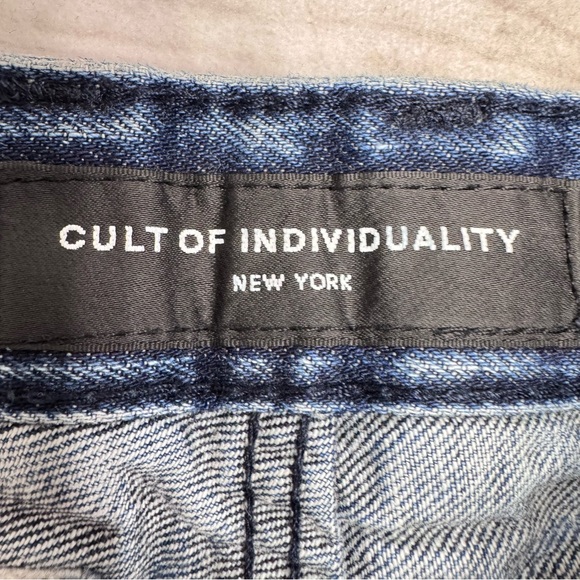 CULT OF INDIVIDUALITY
NEW YORK